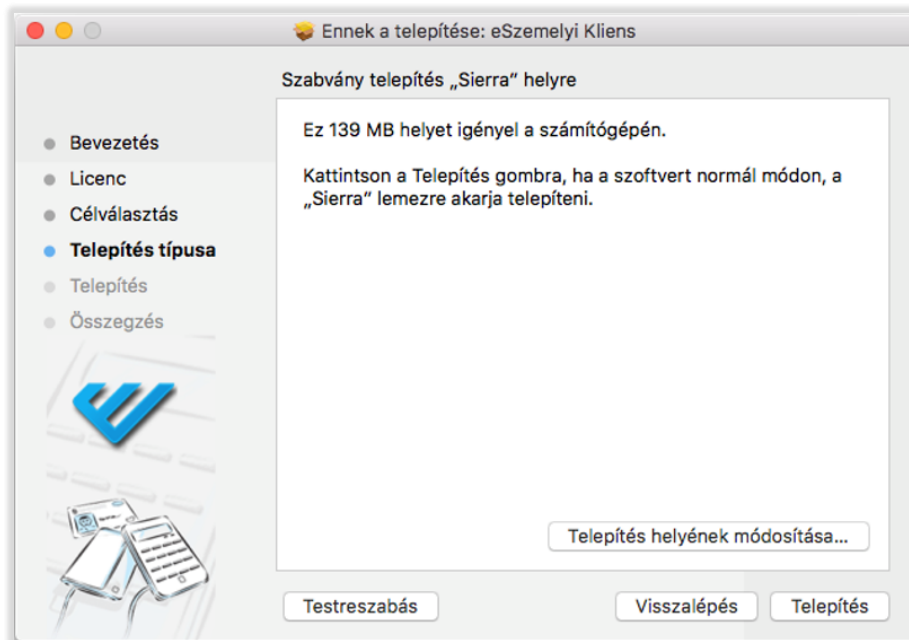 Ennek a telepítése: eSzemelyi Kliens
Szabvány telepítés „Sierra” helyre
Bevezetés
Licenc
Célválasztás
Telepítés típusa
Telepítés
Összegzés
Ez 139 MB helyet igényel a számítógépén.
Kattintson a Telepítés gombra, ha a szoftvert normál módon, a
„Sierra” lemezre akarja telepíteni.
Telepítés helyének módosítása...
Testreszabás
Visszalépés
Telepítés